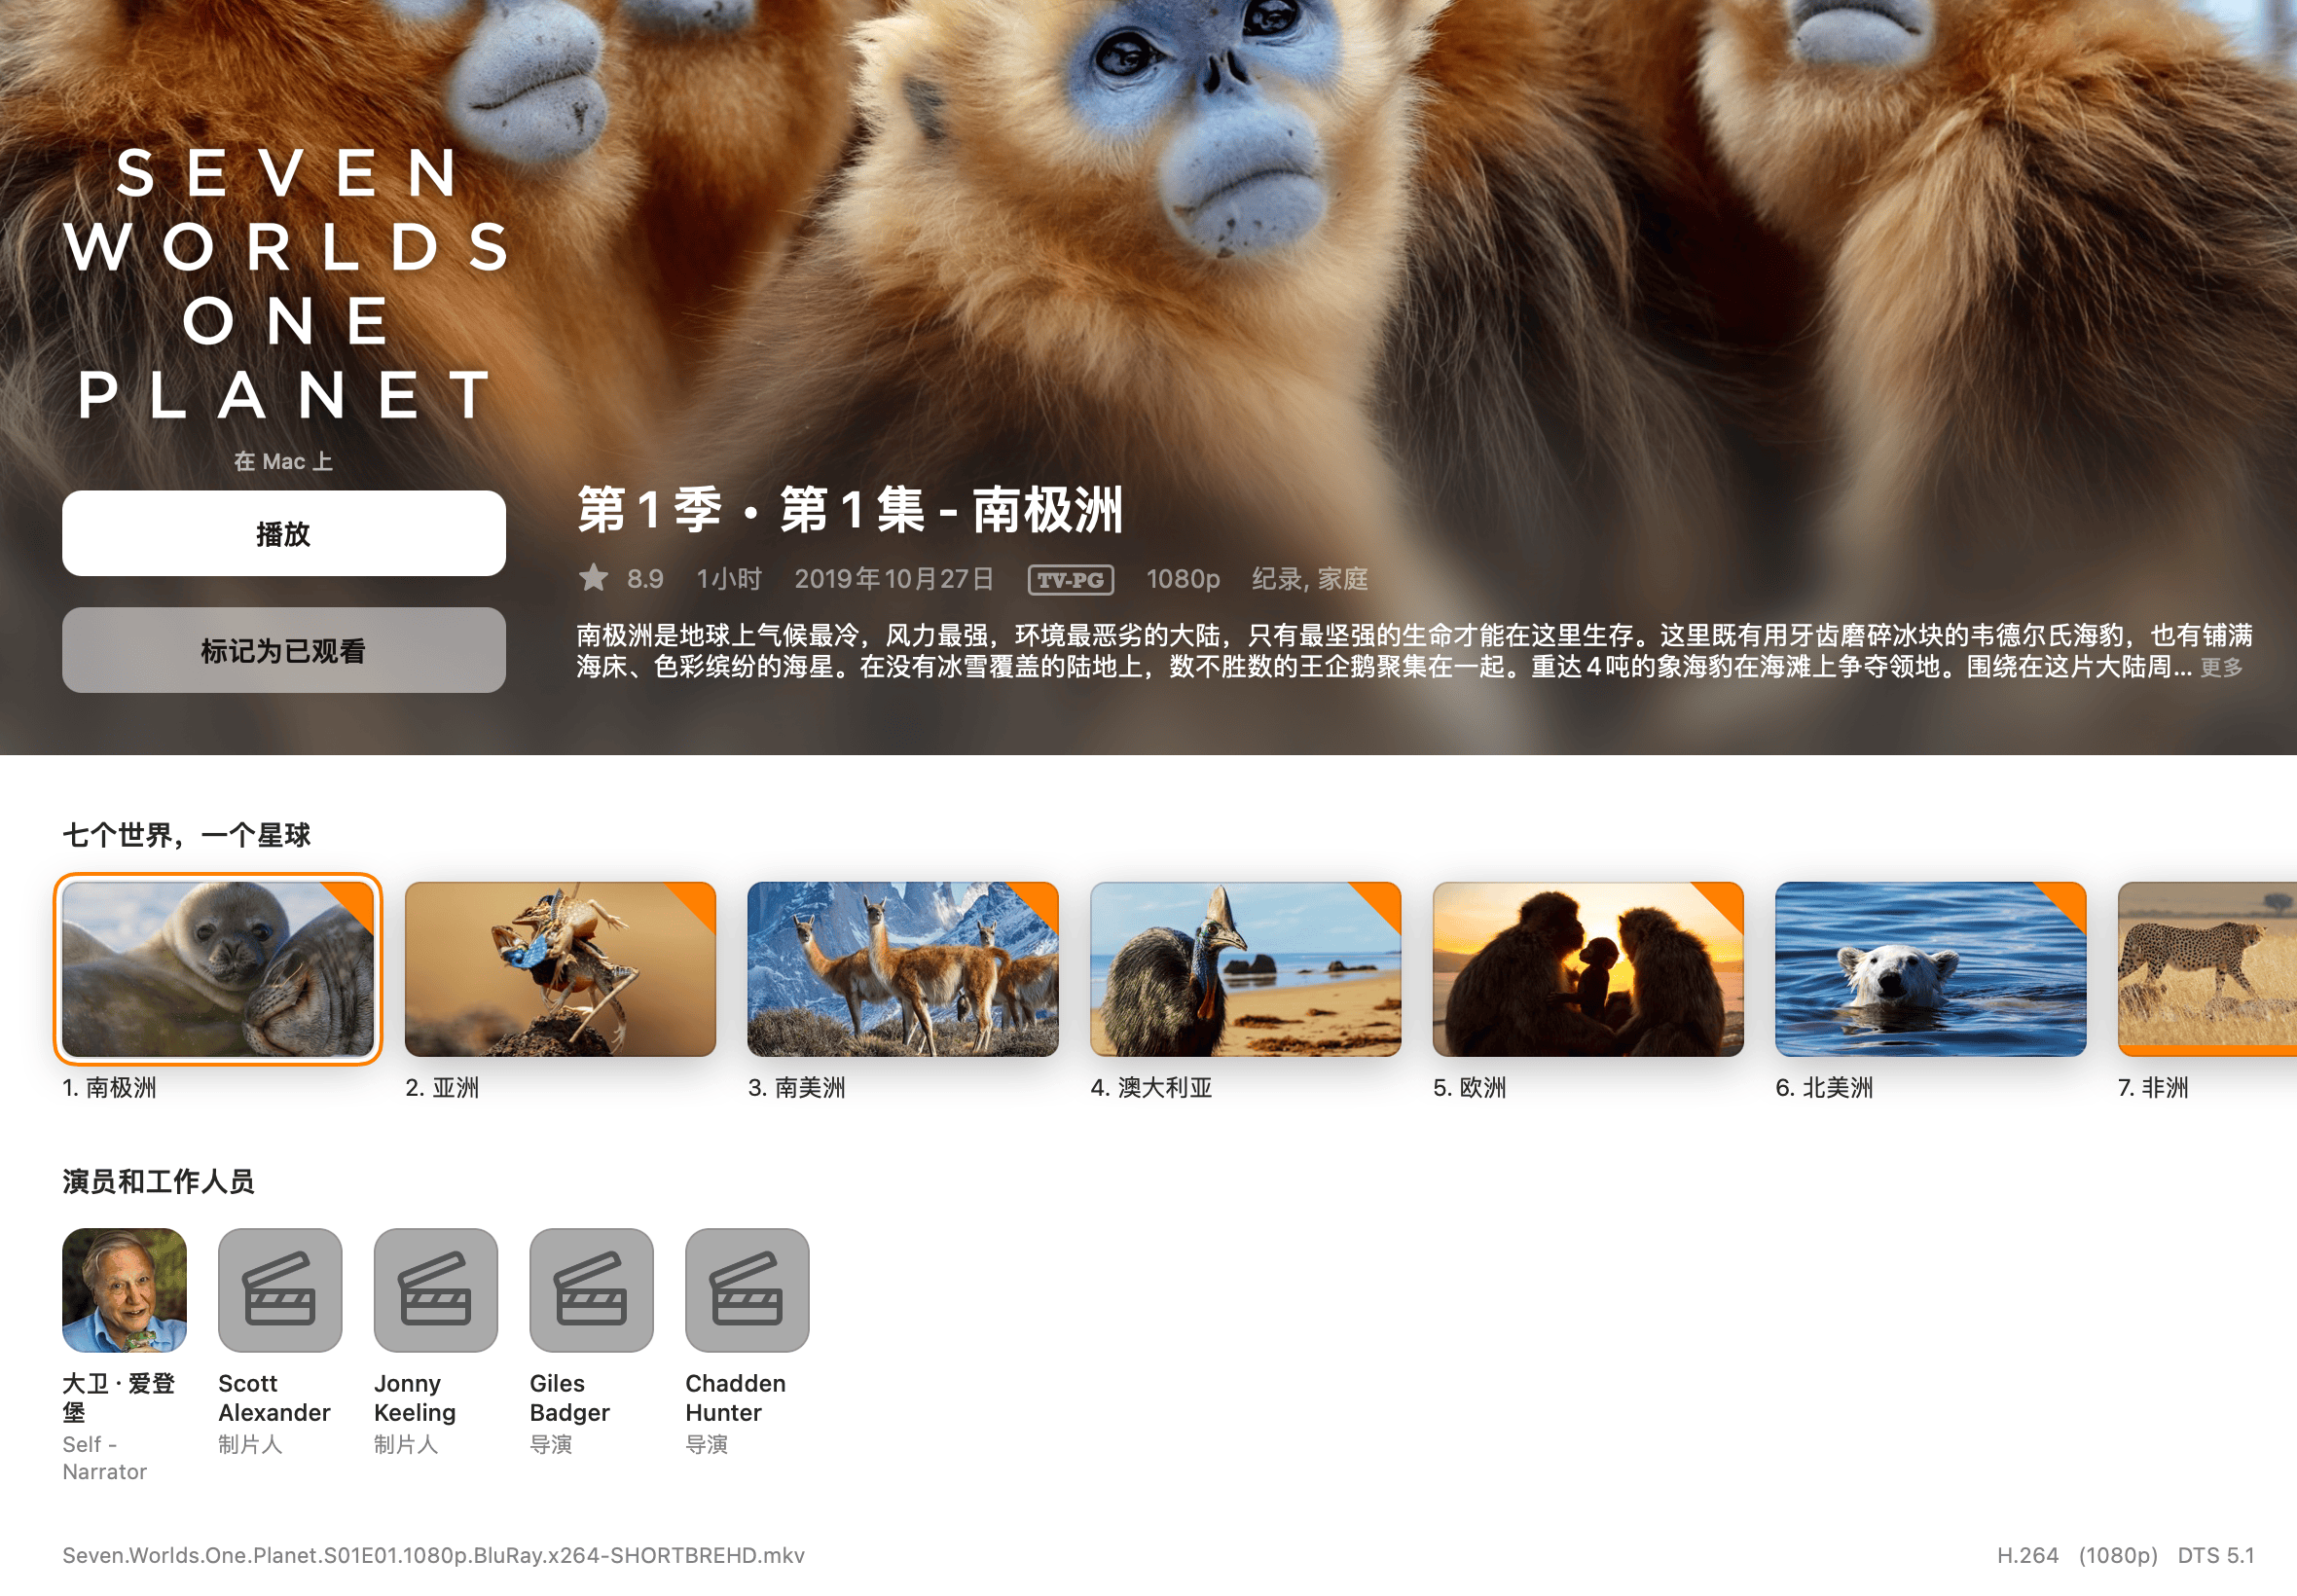 SEVEN
WORLDS
ONE
PLANET
在 Mac 上
播放
标记为已观看
第 1 季 • 第 1 集 - 南极洲
8.9 1小时 2019年10月27日 TV-PG 1080p 纪录, 家庭
南极洲是地球上气候最冷，风力最强，环境最恶劣的大陆，只有最坚强的生命才能在这里生存。这里既有用牙齿磨碎冰块的韦德尔氏海豹，也有铺满
海床、色彩缤纷的海星。在没有冰雪覆盖的陆地上，数不胜数的王企鹅聚集在一起。重达 4 吨的象海豹在海滩上争夺领地。围绕在这片大陆周... 更多
七个世界，一个星球
1. 南极洲
2. 亚洲
3. 南美洲
4. 澳大利亚
5. 欧洲
6. 北美洲
7. 非洲
演员和工作人员
大卫 · 爱登
堡
Self -
Narrator
Scott
Alexander
制片人
Jonny
Keeling
制片人
Giles
Badger
导演
Chadden
Hunter
导演
Seven.Worlds.One.Planet.S01E01.1080p.BluRay.x264-SHORTBREHD.mkv
H.264 (1080p) DTS 5.1